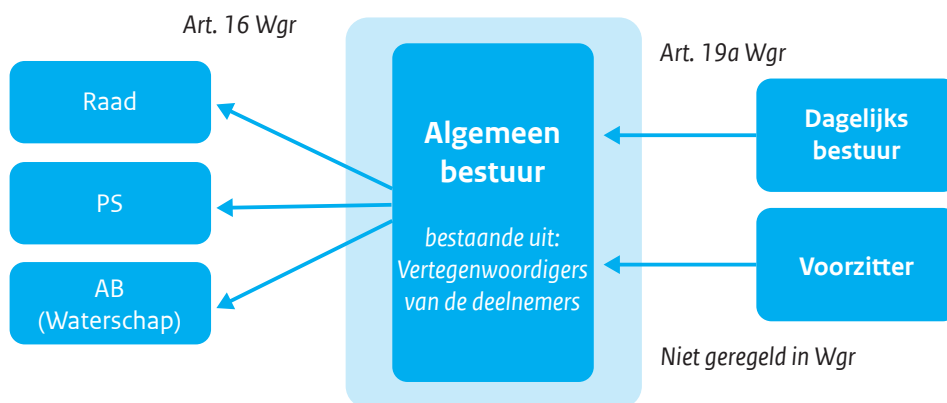 Art. 16 Wgr
Raad
PS
AB
(Waterschap)
Algemeen
bestuur
bestaande uit:
Vertegenwoordigers
van de deelnemers
Art. 19a Wgr
Dagelijks
bestuur
Voorzitter
Niet geregeld in Wgr